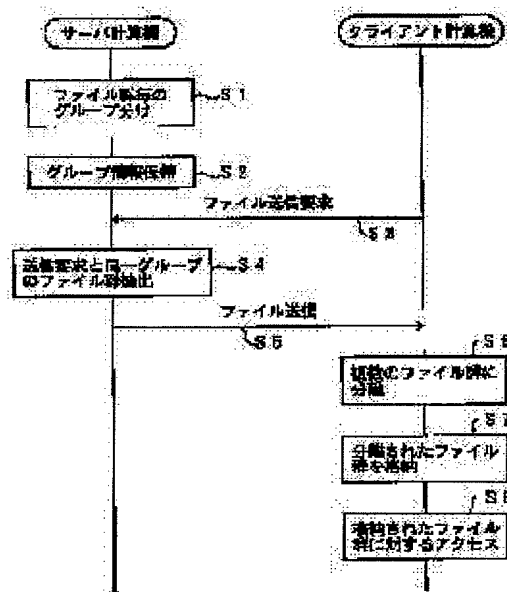 サーバ計算機
クライアント計算機
ファイル群毎の
グループ分け
S1
グループ情報保持
S2
ファイル送信要求
S3
送信要求と同一グループ
のファイル群抽出
S4
ファイル送信
S5
S6
複数のファイル群に
分離
S7
分離されたファイル
群を格納
S8
格納されたファイル
群に対するアクセス